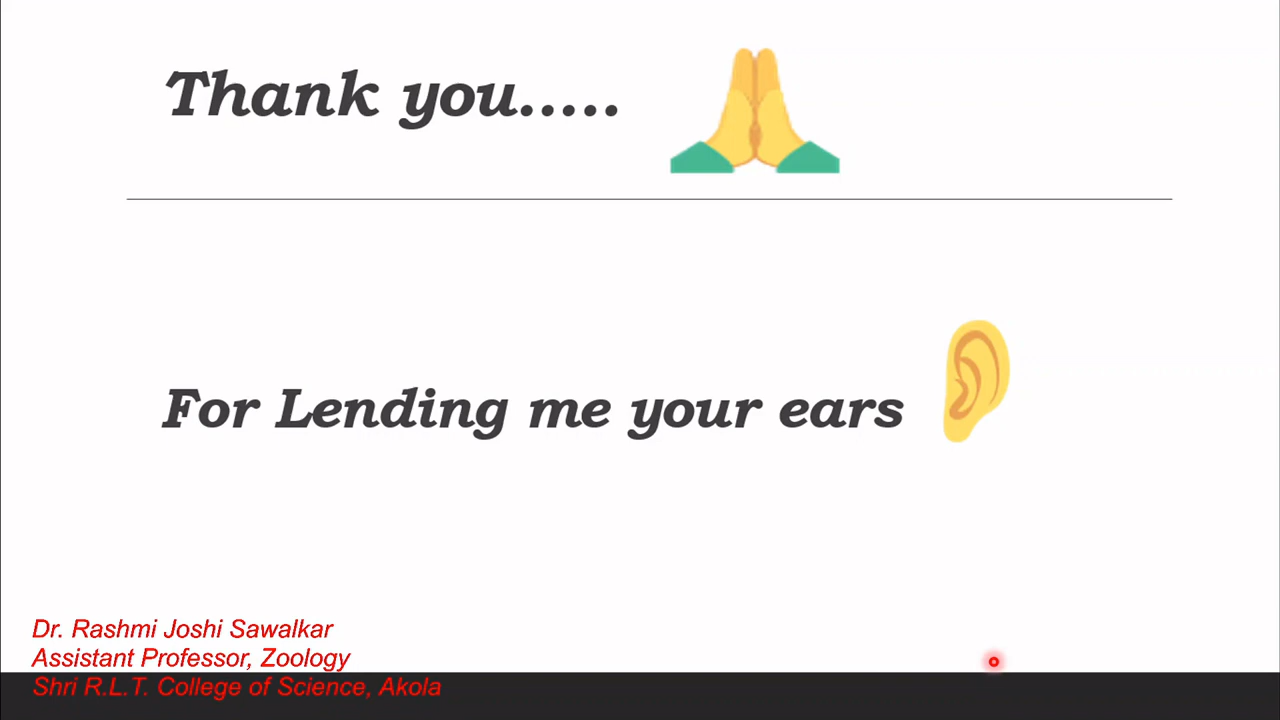 Thank you.....
For Lending me your ears
Dr. Rashmi Joshi Sawalkar
Assistant Professor, Zoology
Shri R.L.T. College of Science, Akola